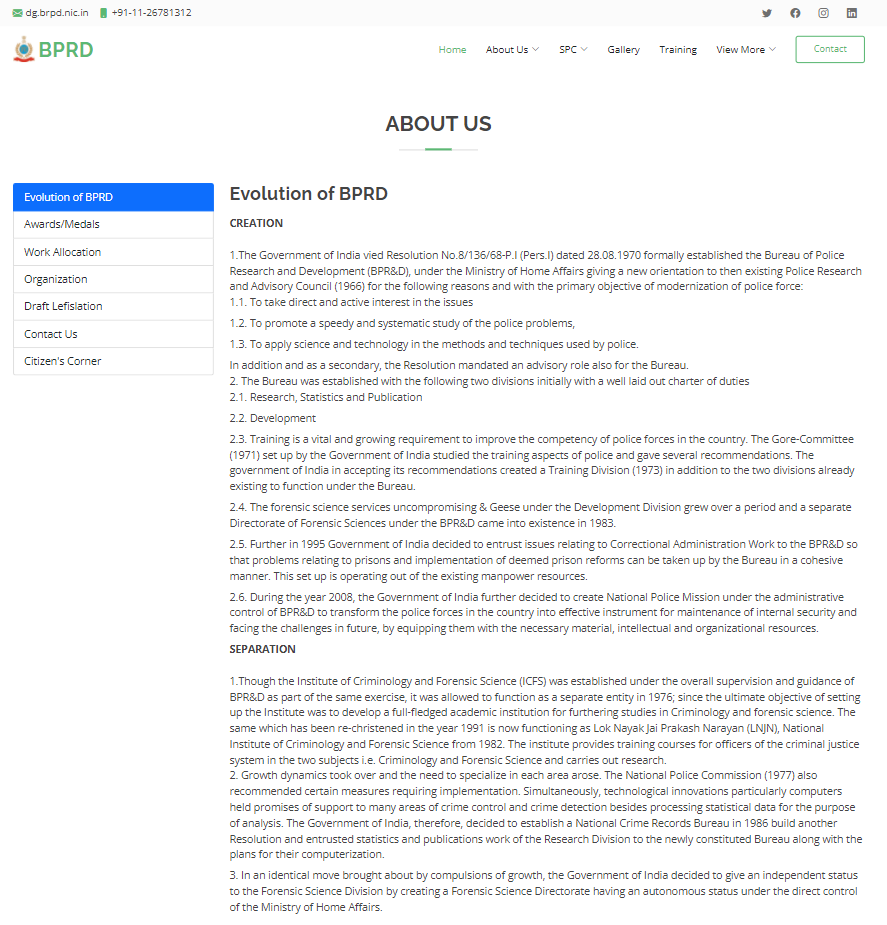 dg.brpd.nic.in +91-11-26781312
BPRD
Home About Us SPC Gallery Training View More Contact
ABOUT US
Evolution of BPRD
Awards/Medals
Work Allocation
Organization
Draft Lefislation
Contact Us
Citizen's Corner
Evolution of BPRD
CREATION
1.The Government of India vied Resolution No.8/136/68-P.I (Pers.I) dated 28.08.1970 formally established the Bureau of Police
Research and Development (BPR&D), under the Ministry of Home Affairs giving a new orientation to then existing Police Research
and Advisory Council (1966) for the following reasons and with the primary objective of modernization of police force:
1.1. To take direct and active interest in the issues
1.2. To promote a speedy and systematic study of the police problems,
1.3. To apply science and technology in the methods and techniques used by police.
In addition and as a secondary, the Resolution mandated an advisory role also for the Bureau.
2. The Bureau was established with the following two divisions initially with a well laid out charter of duties
2.1. Research, Statistics and Publication
2.2. Development
2.3. Training is a vital and growing requirement to improve the competency of police forces in the country. The Gore-Committee
(1971) set up by the Government of India studied the training aspects of police and gave several recommendations. The
government of India in accepting its recommendations created a Training Division (1973) in addition to the two divisions already
existing to function under the Bureau.
2.4. The forensic science services uncompromising & Geese under the Development Division grew over a period and a separate
Directorate of Forensic Sciences under the BPR&D came into existence in 1983.
2.5. Further in 1995 Government of India decided to entrust issues relating to Correctional Administration Work to the BPR&D so
that problems relating to prisons and implementation of deemed prison reforms can be taken up by the Bureau in a cohesive
manner. This set up is operating out of the existing manpower resources.
2.6. During the year 2008, the Government of India further decided to create National Police Mission under the administrative
control of BPR&D to transform the police forces in the country into effective instrument for maintenance of internal security and
facing the challenges in future, by equipping them with the necessary material, intellectual and organizational resources.
SEPARATION
1.Though the Institute of Criminology and Forensic Science (ICFS) was established under the overall supervision and guidance of
BPR&D as part of the same exercise, it was allowed to function as a separate entity in 1976; since the ultimate objective of setting
up the Institute was to develop a full-fledged academic institution for furthering studies in Criminology and forensic science. The
same which has been re-christened in the year 1991 is now functioning as Lok Nayak Jai Prakash Narayan (LNJN), National
Institute of Criminology and Forensic Science from 1982. The institute provides training courses for officers of the criminal justice
system in the two subjects i.e. Criminology and Forensic Science and carries out research.
2. Growth dynamics took over and the need to specialize in each area arose. The National Police Commission (1977) also
recommended certain measures requiring implementation. Simultaneously, technological innovations particularly computers
held promises of support to many areas of crime control and crime detection besides processing statistical data for the purpose
of analysis. The Government of India, therefore, decided to establish a National Crime Records Bureau in 1986 build another
Resolution and entrusted statistics and publications work of the Research Division to the newly constituted Bureau along with the
plans for their computerization.
3. In an identical move brought about by compulsions of growth, the Government of India decided to give an independent status
to the Forensic Science Division by creating a Forensic Science Directorate having an autonomous status under the direct control
of the Ministry of Home Affairs.